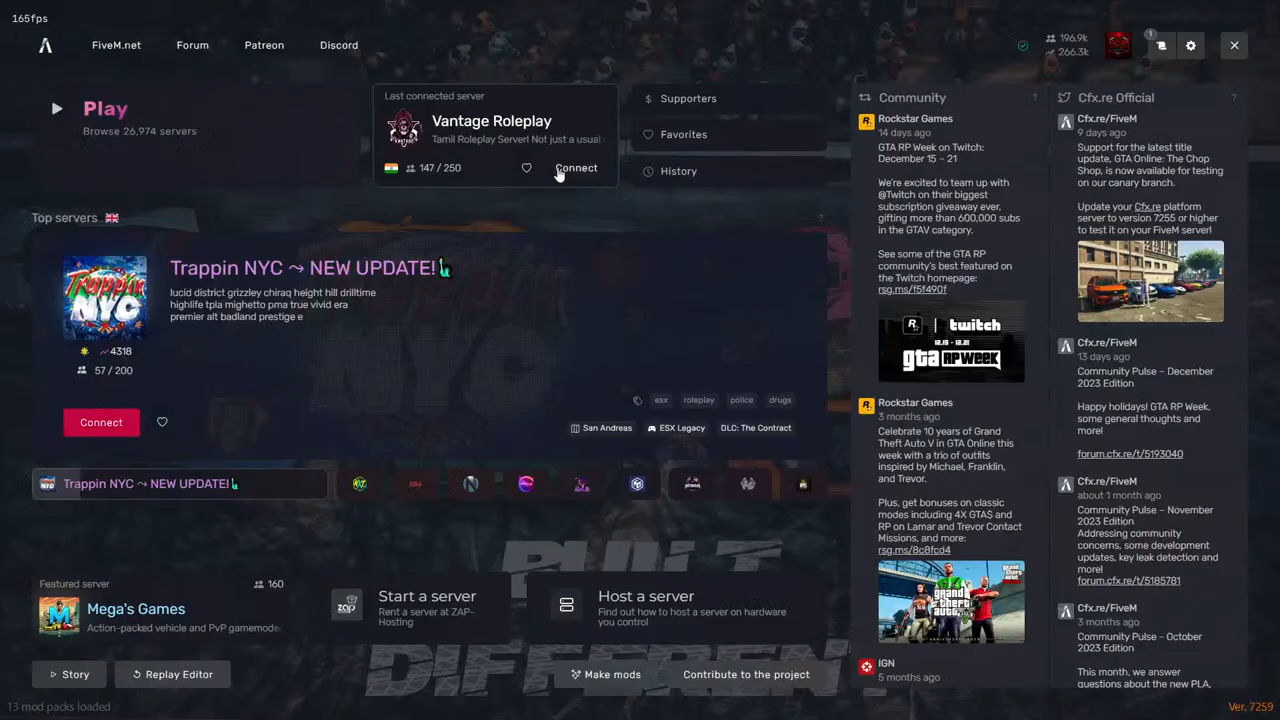 165fps
FiveM.net
Forum
Patreon
Discord
196.9k
266.3k
1
Play
Browse 26,974 servers
Last connected server
Vantage Roleplay
Tamil Roleplay Server! Not just a usual
147 / 250
Connect
Supporters
Favorites
History
Top servers
Trappin NYC ⤳ NEW UPDATE!
lucid district grizzley chiraq height hill drilltime
highlife tpla mighetto pma true vivid era
premier alt badland prestige e
Trappin
NYC
4318
57 / 200
Connect
esx
roleplay
police
drugs
San Andreas
ESX Legacy
DLC: The Contract
Trappin NYC ⤳ NEW UPDATE!
Featured server
160
Mega's Games
Action-packed vehicle and PvP gamemode
ZAP
Start a server
Rent a server at ZAP-
Hosting
Host a server
Find out how to host a server on hardware
you control
BUILT
DIFFERENT
Story
Replay Editor
Make mods
Contribute to the project
13 mod packs loaded
Community
Rockstar Games
14 days ago
GTA RP Week on Twitch:
December 15 – 21
We're excited to team up with
@Twitch on their biggest
subscription giveaway ever,
gifting more than 600,000 subs
in the GTAV category.
See some of the GTA RP
community's best featured on
the Twitch homepage:
rsg.ms/f5f490f
R
twitch
12.15 - 12.21
gta RP WEEK
Rockstar Games
3 months ago
Celebrate 10 years of Grand
Theft Auto V in GTA Online this
week with a trio of outfits
inspired by Michael, Franklin,
and Trevor.
Plus, get bonuses on classic
modes including 4X GTA$ and
RP on Lamar and Trevor Contact
Missions, and more:
rsg.ms/8c8fcd4
grand
theft
auto
IGN
5 months ago
Cfx.re Official
?
Cfx.re/FiveM
9 days ago
Support for the latest title
update, GTA Online: The Chop
Shop, is now available for testing
on our canary branch.
Update your Cfx.re platform
server to version 7255 or higher
to test it on your FiveM server!
Cfx.re/FiveM
13 days ago
Community Pulse – December
2023 Edition
Happy holidays! GTA RP Week,
some general thoughts and
more!
forum.cfx.re/t/5193040
Cfx.re/FiveM
about 1 month ago
Community Pulse – November
2023 Edition
Addressing community
concerns, some development
updates, key leak detection and
more!
forum.cfx.re/t/5185781
Cfx.re/FiveM
3 months ago
Community Pulse - October
2023 Edition
This month, we answer
questions about the new PLA,
Ver. 7259